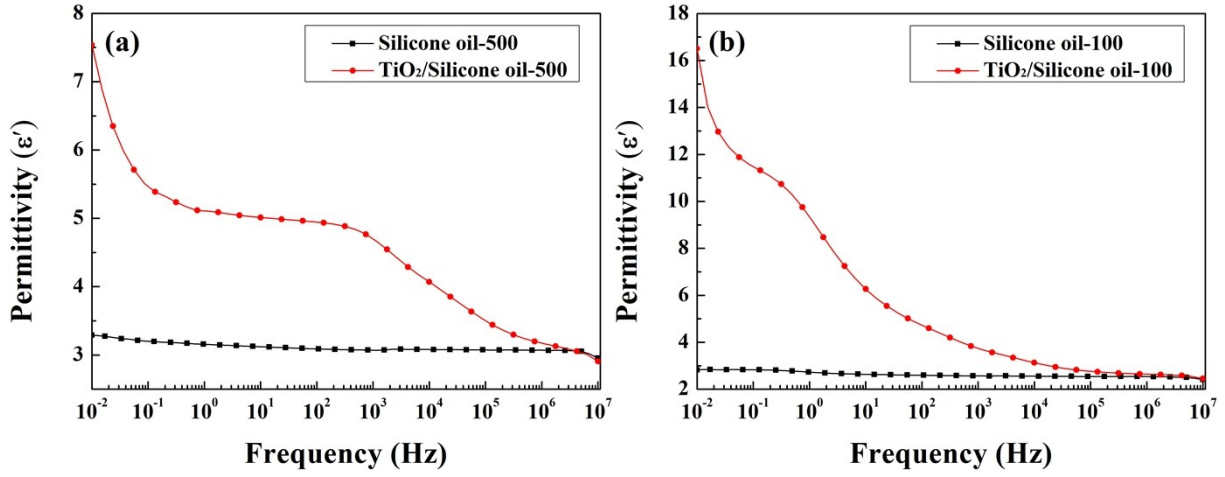 (a)
Silicone oil-500
TiO₂/Silicone oil-500
Permittivity (ε′)
8
7
6
5
4
3
10⁻² 10⁻¹ 10⁰ 10¹ 10² 10³ 10⁴ 10⁵ 10⁶ 10⁷
Frequency (Hz)
(b)
Silicone oil-100
TiO₂/Silicone oil-100
Permittivity (ε′)
18
16
14
12
10
8
6
4
2
10⁻² 10⁻¹ 10⁰ 10¹ 10² 10³ 10⁴ 10⁵ 10⁶ 10⁷
Frequency (Hz)